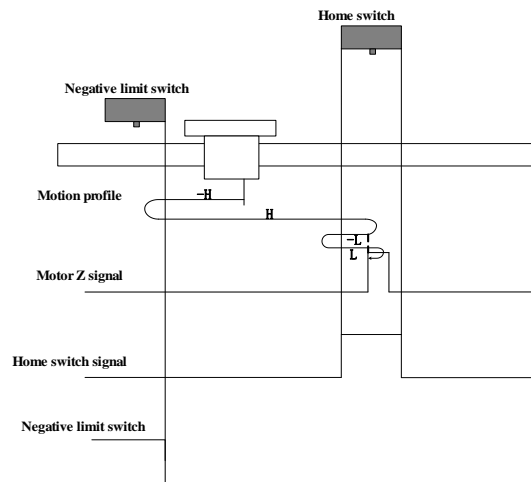 Home switch
Negative limit switch
Motion profile
-H
H
-L
L
Motor Z signal
Home switch signal
Negative limit switch